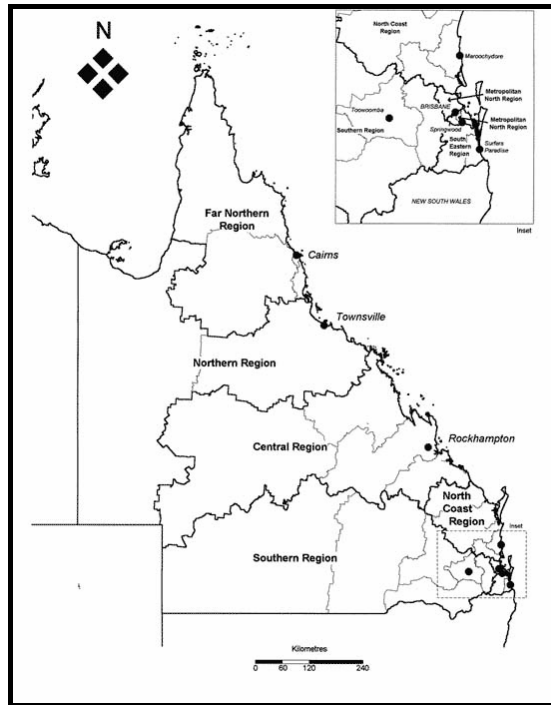 N
North Coast
Region
Maroochydore
Metropolitan
North Region
BRISBANE
Toowoomba
Metropolitan
North Region
Southern Region
Springwood
South
Eastern
Region
Surfers
Paradise
NEW SOUTH WALES
Inset
Far Northern
Region
Cairns
Townsville
Northern Region
Central Region
Rockhampton
North
Coast
Region
Inset
Southern Region
Kilometres
0 60 120 240